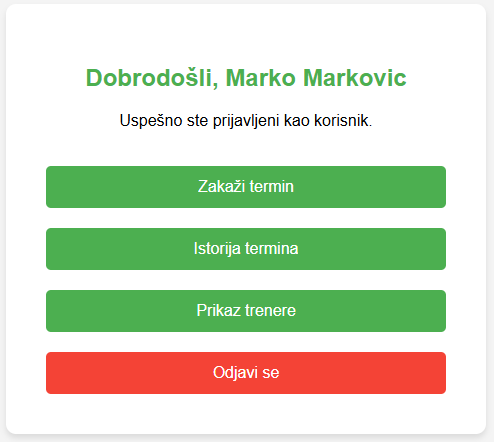 Dobrodošli, Marko Markovic
Uspešno ste prijavljeni kao korisnik.
Zakaži termin
Istorija termina
Prikaz trenere
Odjavi se